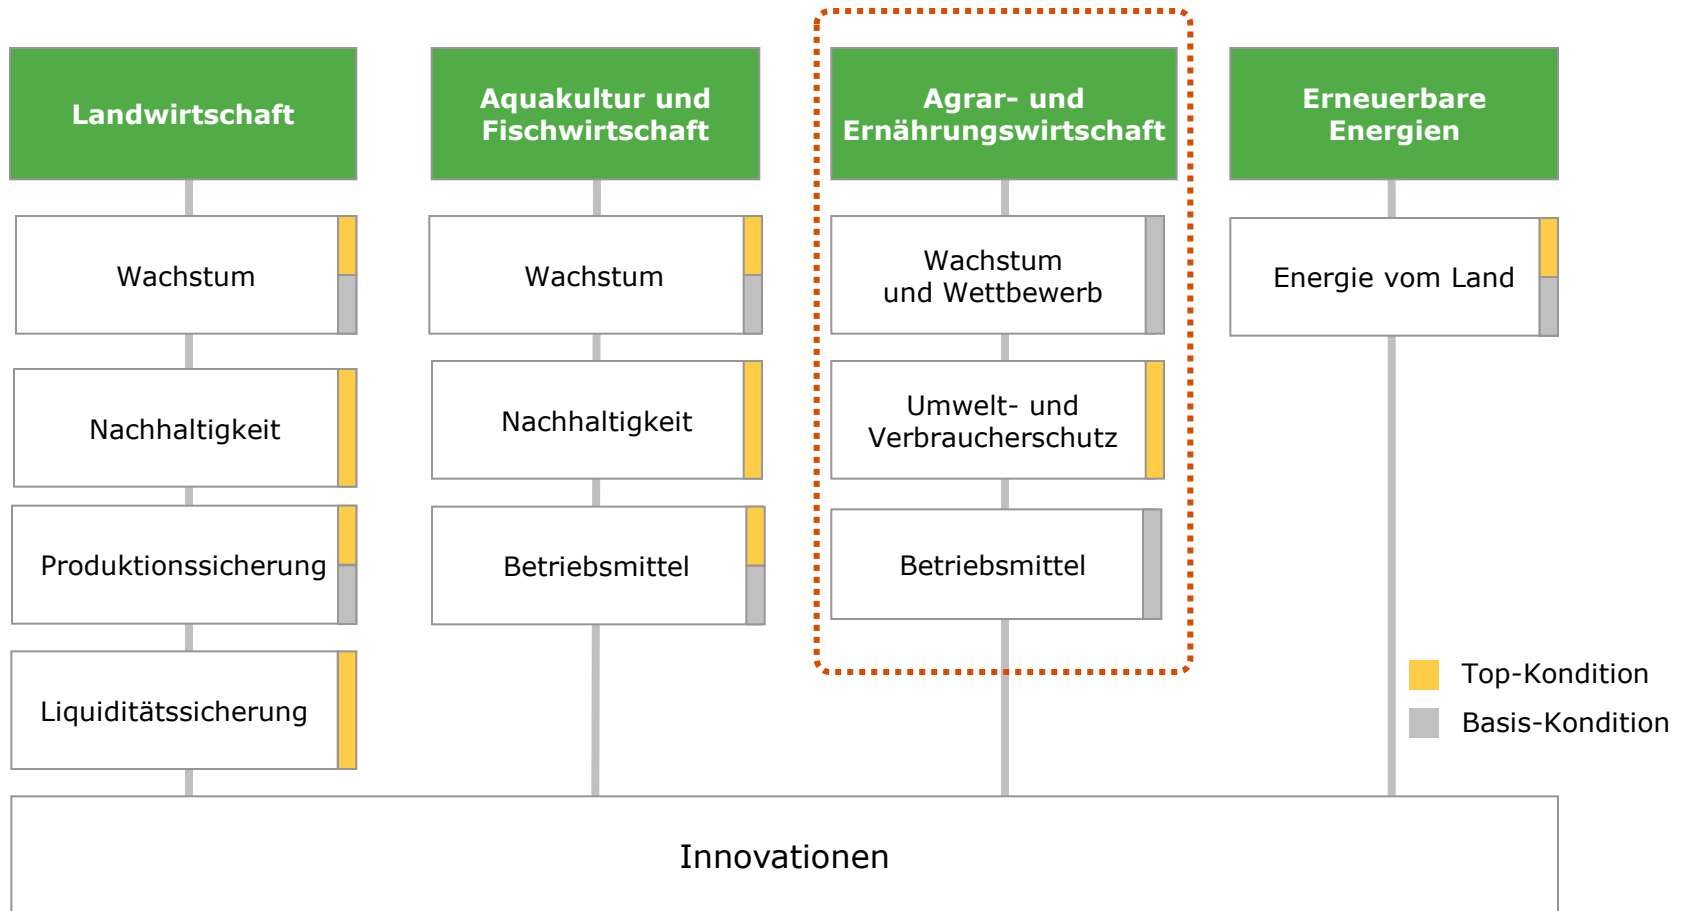 Landwirtschaft
Wachstum
Nachhaltigkeit
Produktionssicherung
Liquiditätssicherung
Aquakultur und
Fischwirtschaft
Wachstum
Nachhaltigkeit
Betriebsmittel
Agrar- und
Ernährungswirtschaft
Wachstum
und Wettbewerb
Umwelt- und
Verbraucherschutz
Betriebsmittel
Erneuerbare
Energien
Energie vom Land
Top-Kondition
Basis-Kondition
Innovationen